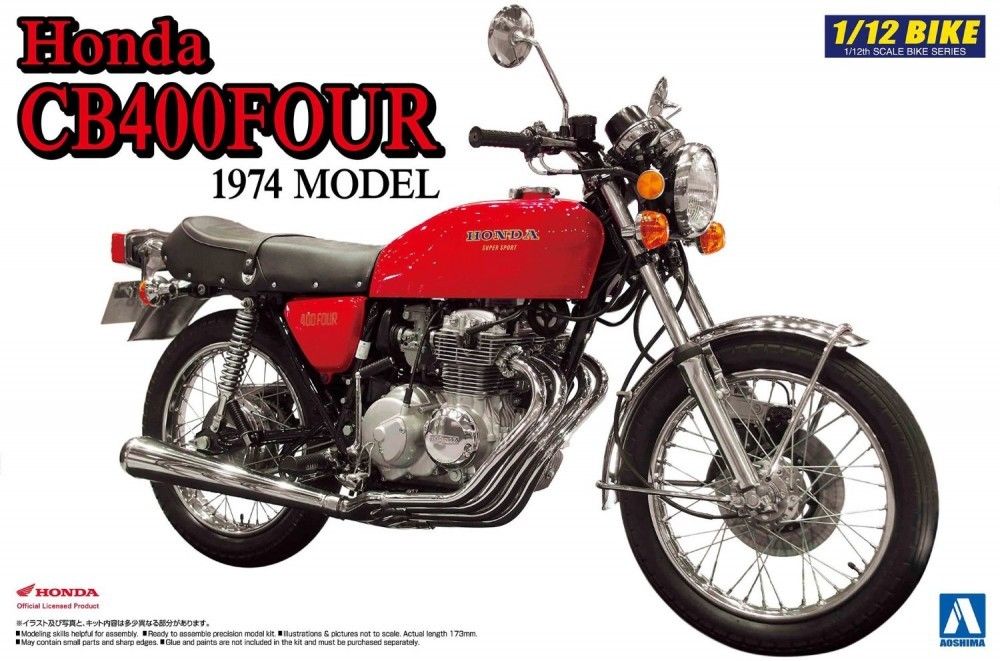 Honda
CB400FOUR
1974 MODEL
1/12 BIKE
1/12th SCALE BIKE SERIES
HONDA
SUPER SPORT
400 FOUR
HONDA
HONDA
Official Licensed Product
※イラスト及び写真と、キット内容は多少異なる部分があります。
■Modeling skills helpful for assembly. ■Ready to assemble precision model kit. ■Illustrations & pictures not to scale. Actual length 173mm.
■May contain small parts and sharp edges. ■Glue and paints are not included in the kit and must be purchased separately.
AOSHIMA